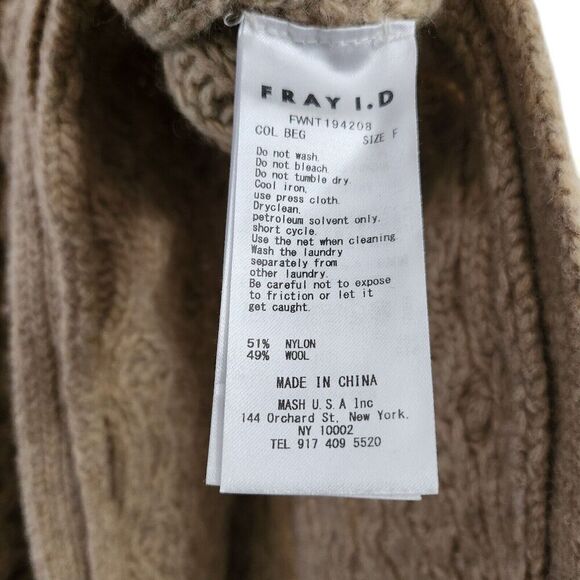 FRAY I.D
FWNT194208
COL BEG SIZE F
Do not wash.
Do not bleach.
Do not tumble dry.
Cool iron,
use press cloth.
Dryclean,
petroleum solvent only.
short cycle.
Use the net when cleaning.
Wash the laundry
separately from
other laundry.
Be careful not to expose
to friction or let it
get caught.
51% NYLON
49% WOOL
MADE IN CHINA
MASH U.S.A Inc
144 Orchard St, New York.
NY 10002
TEL 917 409 5520